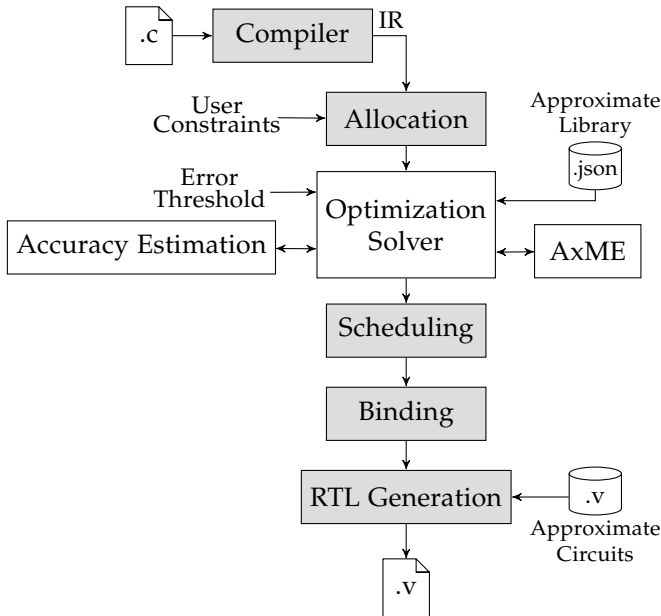 .c
Compiler
IR
User
Constraints
Allocation
Approximate
Library
.json
Error
Threshold
Optimization
Solver
Accuracy Estimation
AxME
Scheduling
Binding
RTL Generation
.v
Approximate
Circuits
.v